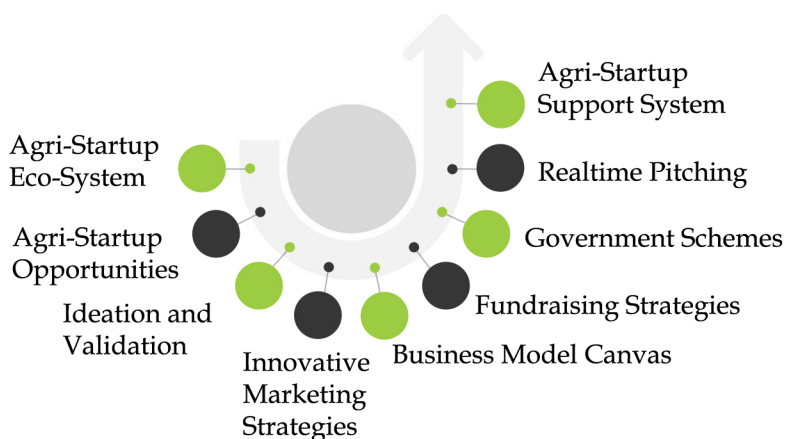 Agri-Startup
Eco-System
Agri-Startup
Opportunities
Ideation and
Validation
Innovative
Marketing
Strategies
Business Model Canvas
Fundraising Strategies
Government Schemes
Realtime Pitching
Agri-Startup
Support System